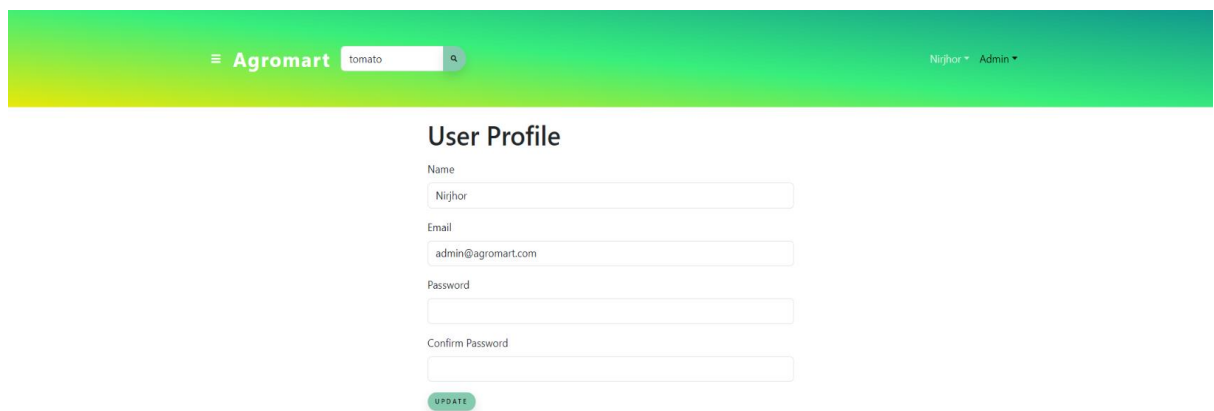 Agromart tomato Nirjhor Admin
User Profile
Name
Nirjhor
Email
admin@agromart.com
Password
Confirm Password
UPDATE